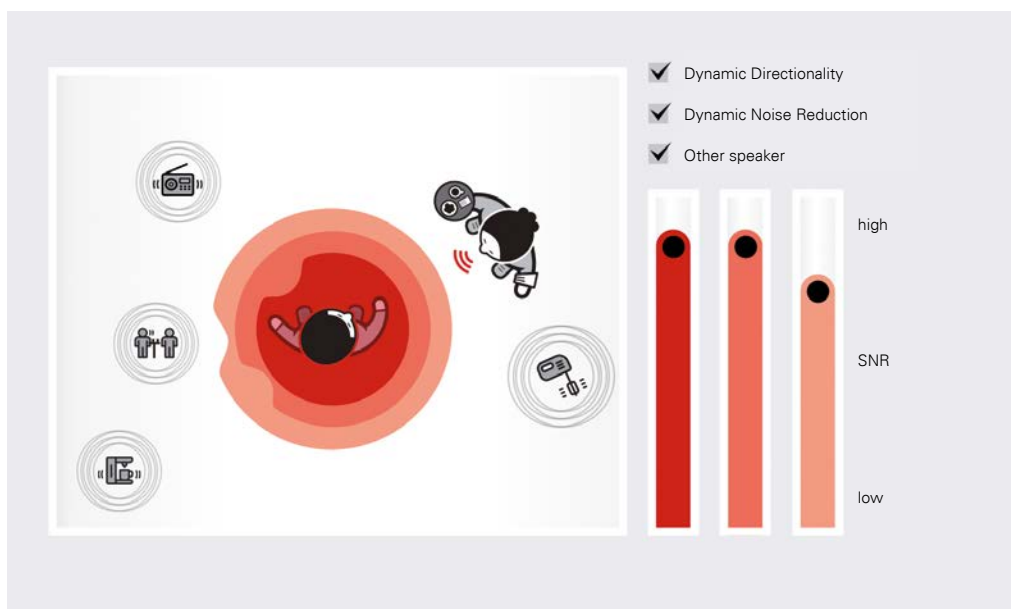 Dynamic Directionality
Dynamic Noise Reduction
Other speaker
high
SNR
low